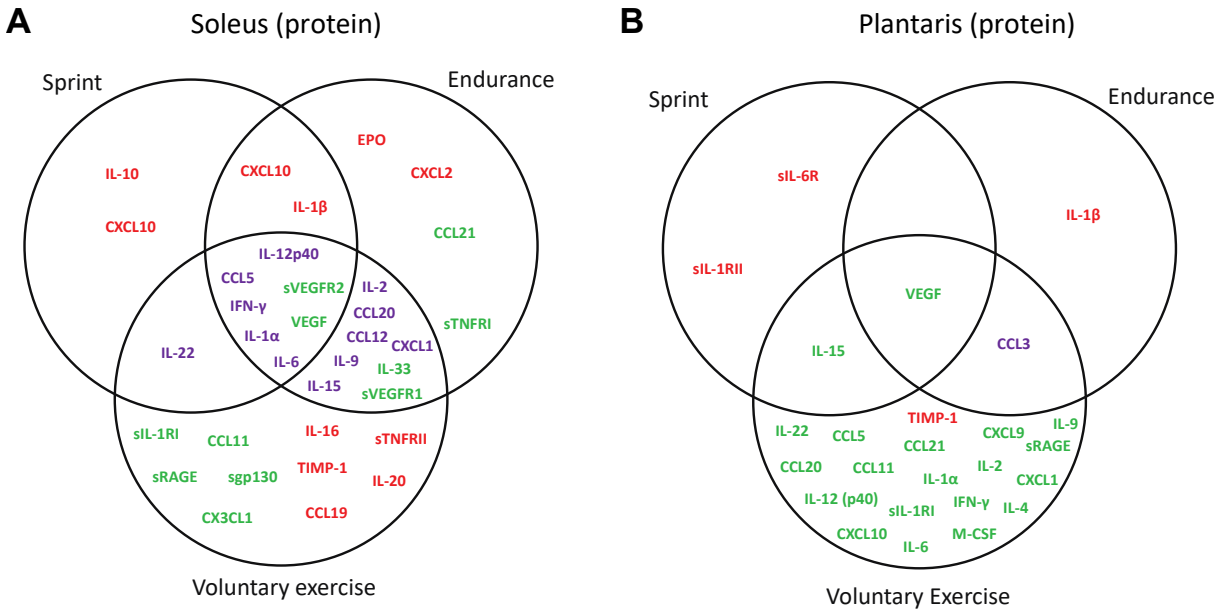 A
Soleus (protein)
Sprint
Endurance
EPO
CXCL10
IL-10
CXCL2
IL-1β
CXCL10
CCL21
IL-12p40
CCL5
sVEGFR2
IL-2
IFN-γ
CCL20
VEGF
sTNFRI
IL-1α
CCL12
CXCL1
IL-22
IL-6
IL-9
IL-33
IL-15
sVEGFR1
sIL-1RI
CCL11
IL-16
sTNFRII
sRAGE
sgp130
TIMP-1
IL-20
CX3CL1
CCL19
Voluntary exercise
B
Plantaris (protein)
Sprint
Endurance
sIL-6R
IL-1β
sIL-1RII
VEGF
IL-15
CCL3
TIMP-1
IL-9
IL-22
CCL5
CXCL9
CCL21
sRAGE
CCL20
CCL11
IL-2
IL-1α
CXCL1
IL-12 (p40)
sIL-1RI
IFN-γ
IL-4
CXCL10
M-CSF
IL-6
Voluntary Exercise